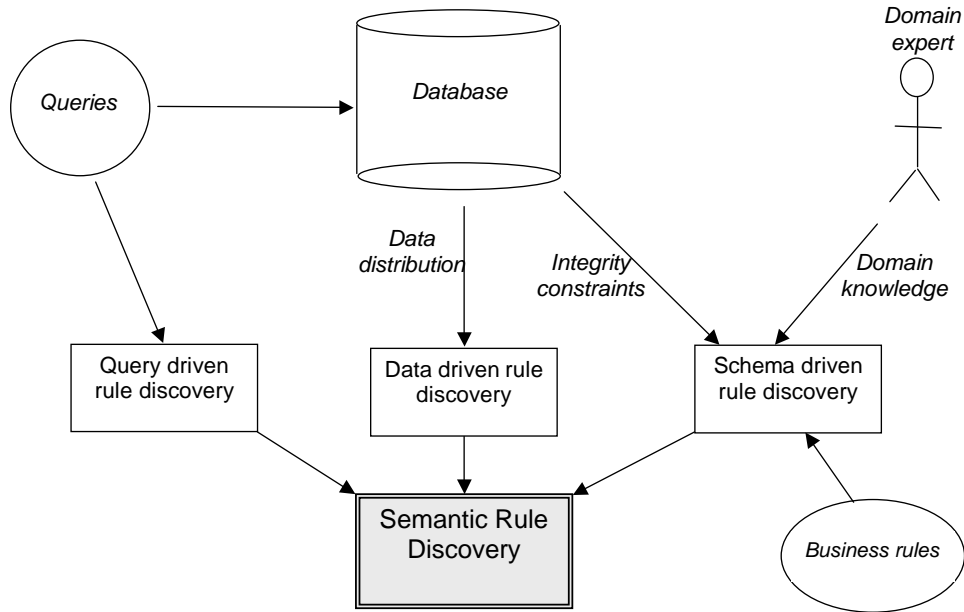 Domain
expert
Queries
Database
Data
distribution
Integrity
constraints
Domain
knowledge
Query driven
rule discovery
Data driven rule
discovery
Schema driven
rule discovery
Semantic Rule
Discovery
Business rules